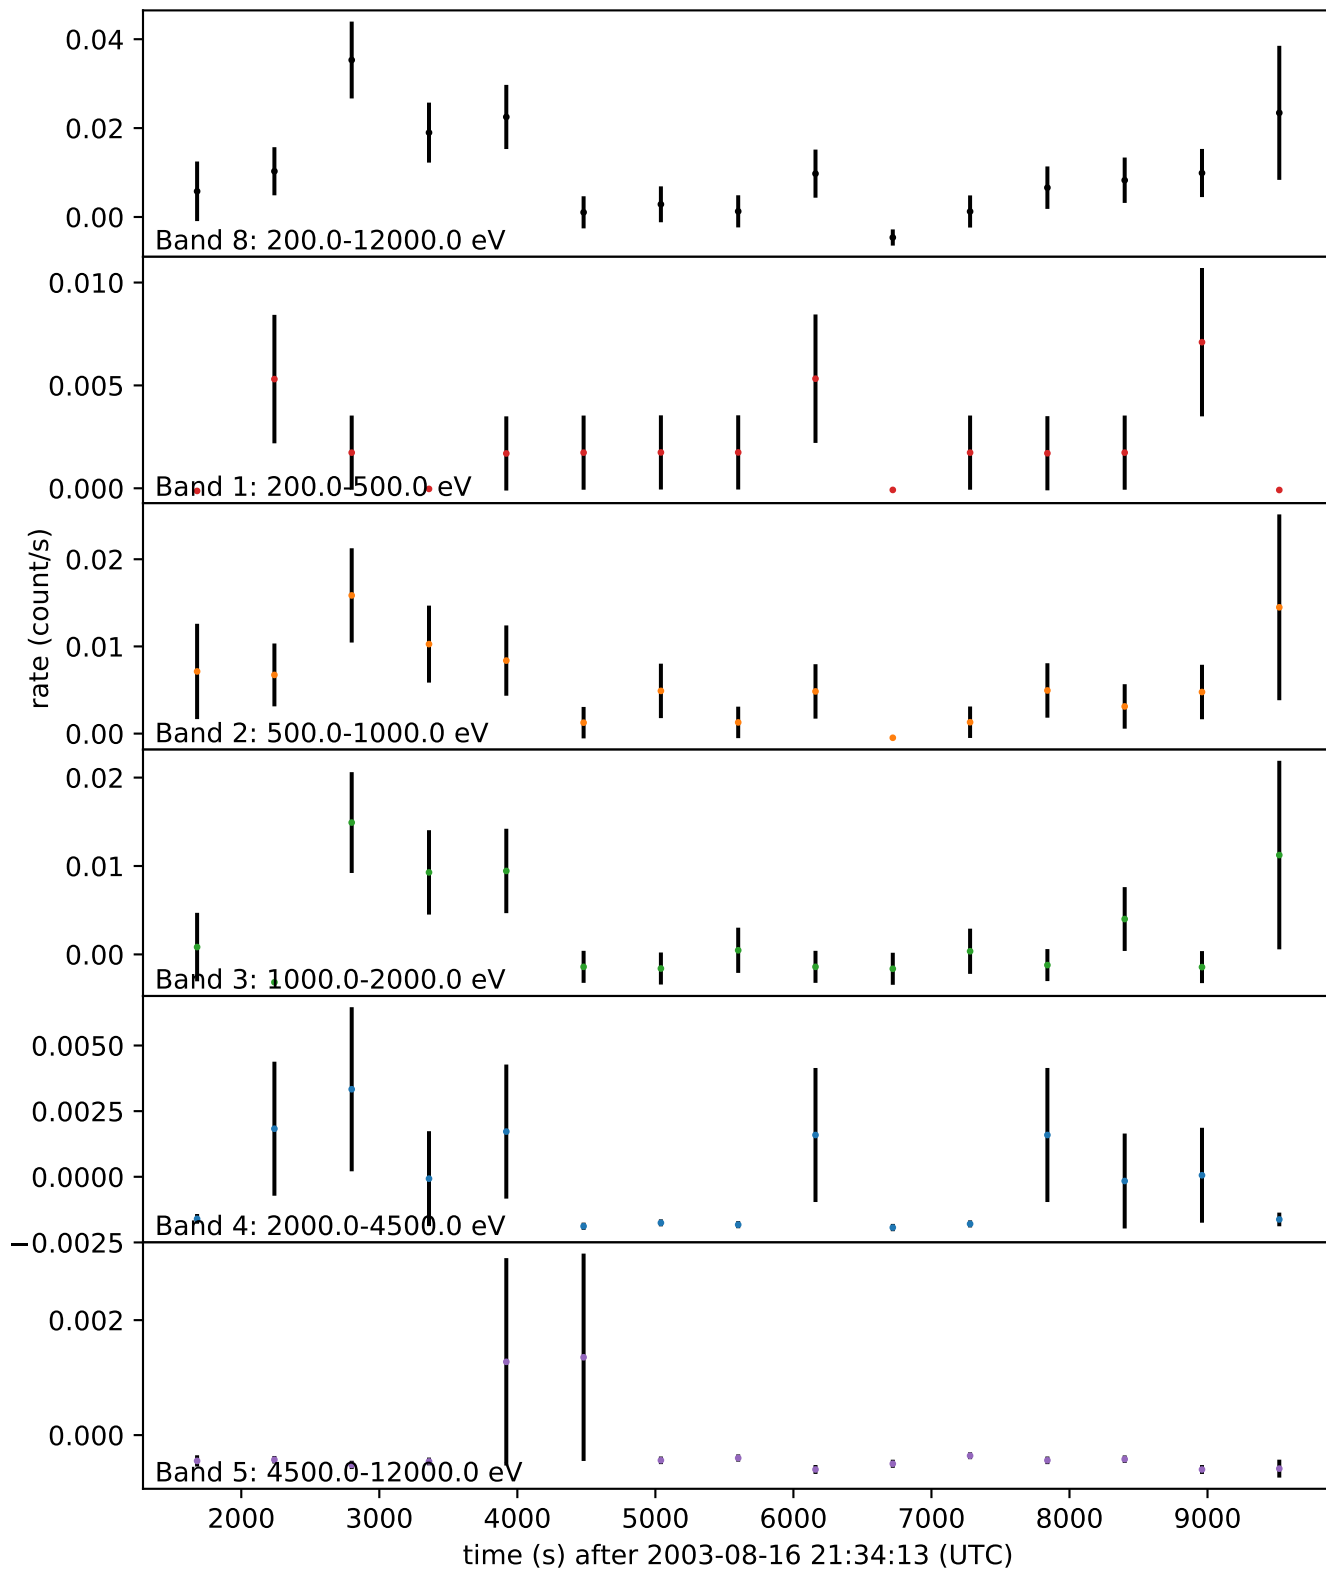 0.04
0.02
0.00
Band 8: 200.0-12000.0 eV
0.010
0.005
0.000
Band 1: 200.0-500.0 eV
rate (count/s)
0.02
0.01
0.00
Band 2: 500.0-1000.0 eV
0.02
0.01
0.00
Band 3: 1000.0-2000.0 eV
0.0050
0.0025
0.0000
−0.0025
Band 4: 2000.0-4500.0 eV
0.002
0.000
Band 5: 4500.0-12000.0 eV
2000 3000 4000 5000 6000 7000 8000 9000
time (s) after 2003-08-16 21:34:13 (UTC)